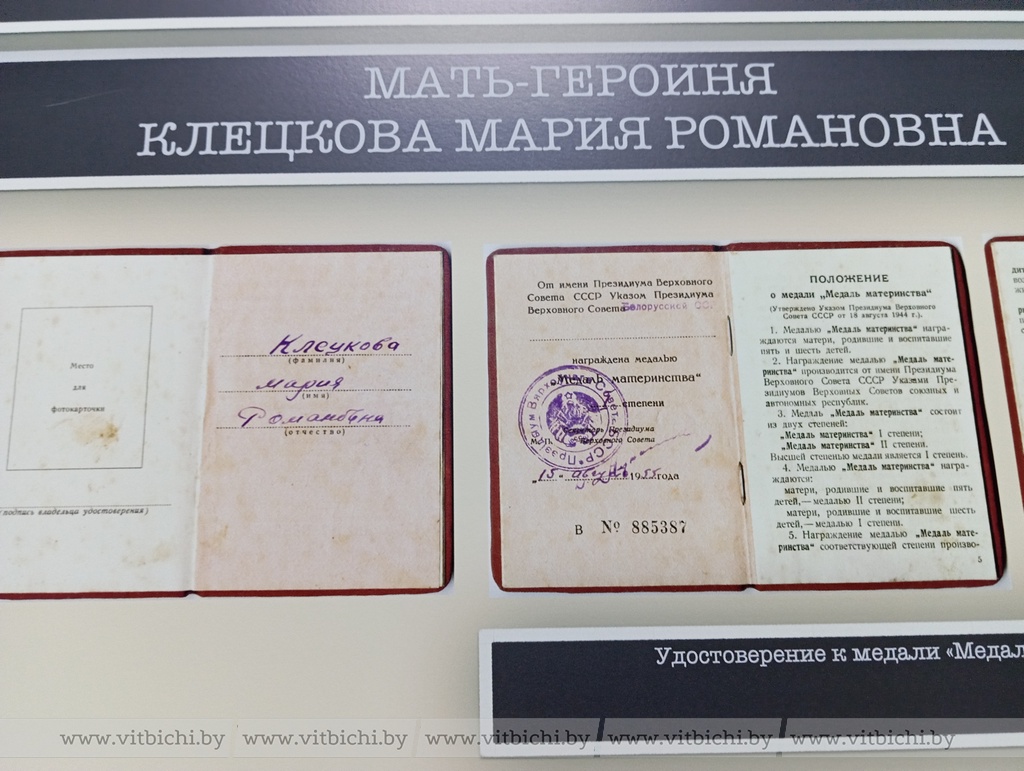 МАТЬ-ГЕРОИНЯ
КЛЕЦКОВА МАРИЯ РОМАНОВНА
Место
для
фотокарточки
(подпись владельца удостоверения)
Клецкова
(фамилия)
Мария
(имя)
Романовна
(отчество)
От имени Президиума Верховного
Совета СССР Указом Президиума
Верховного Совета Белорусской ССР
награждена медалью
„Медаль материнства“
степени
Президиума
М. П. Верховного Совета
„15“ августа 1955 года
В № 885387
ПОЛОЖЕНИЕ
о медали „Медаль материнства“
(Утверждено Указом Президиума Верховного
Совета СССР от 18 августа 1944 г.).
1. Медалью „Медаль материнства“ награ-
ждаются матери, родившие и воспитавшие
пять и шесть детей.
2. Награждение медалью „Медаль мате-
ринства“ производится от имени Президиума
Верховного Совета СССР Указами Пре-
зидиумов Верховных Советов союзных и
автономных республик.
3. Медаль „Медаль материнства“ состоит
из двух степеней:
„Медаль материнства“ I степени;
„Медаль материнства“ II степени.
Высшей степенью медали является I степень.
4. Медалью „Медаль материнства“ награ-
ждаются:
матери, родившие и воспитавшие пять
детей,—медалью II степени;
матери, родившие и воспитавшие шесть
детей,—медалью I степени.
5. Награждение медалью „Медаль мате-
ринства“ соответствующей степени произво-
5
Удостоверение к медали «Медал
www.vitbichi.by www.vitbichi.by www.vitbichi.by www.vitbichi.by www.vitbichi.by